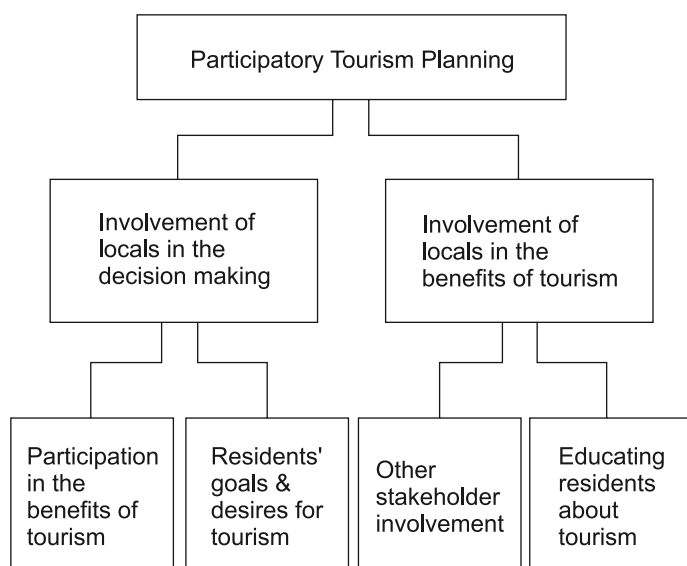 Participatory Tourism Planning
Involvement of
locals in the
decision making
Involvement of
locals in the
benefits of tourism
Participation
in the
benefits of
tourism
Residents'
goals &
desires for
tourism
Other
stakeholder
involvement
Educating
residents
about
tourism